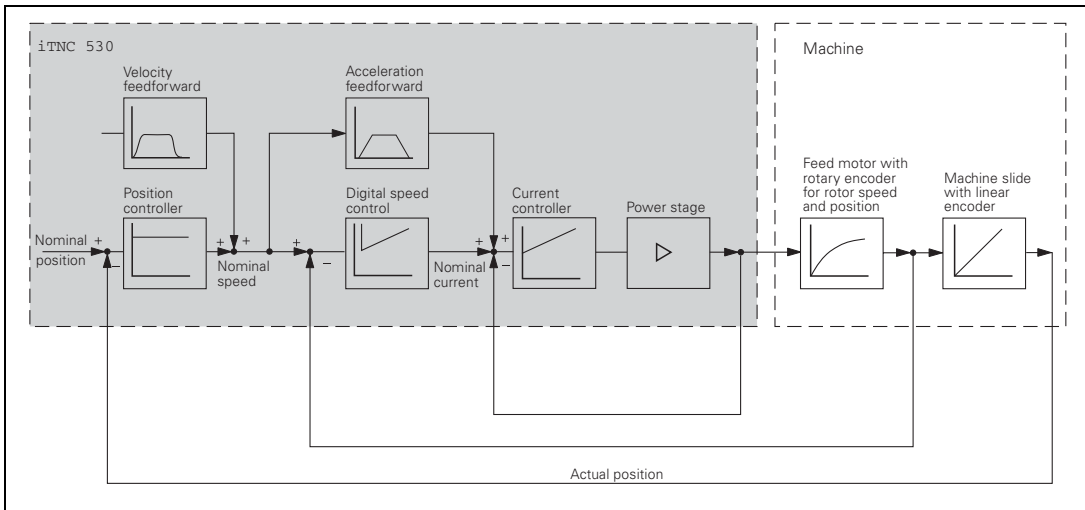 iTNC 530
Machine
Velocity
feedforward
Acceleration
feedforward
Position
controller
Digital speed
control
Current
controller
Power stage
Feed motor with
rotary encoder
for rotor speed
and position
Machine slide
with linear
encoder
Nominal
position
+
–
+
+
Nominal
speed
+
–
Nominal
current
+
+
–
Actual position